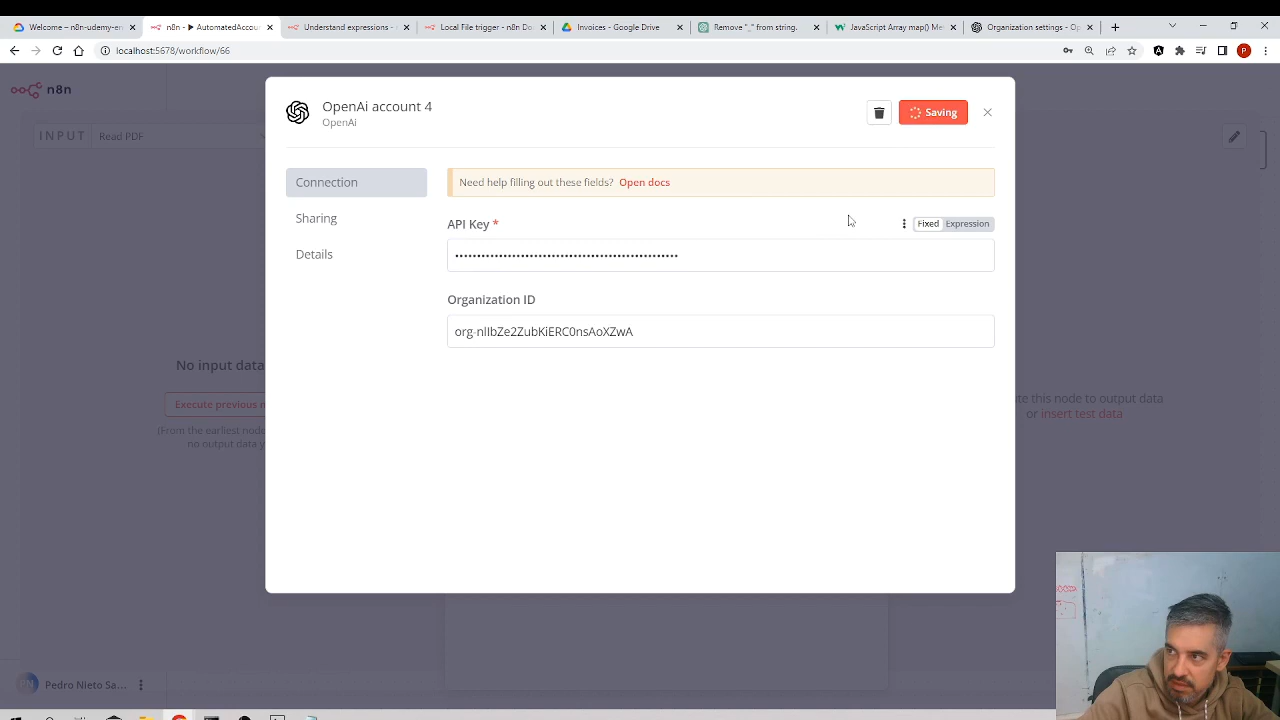 Welcome – n8n-udemy-en
n8n - ▶ AutomatedAccou
Understand expressions - n
Local File trigger - n8n Do
Invoices - Google Drive
Remove "_" from string.
JavaScript Array map() Me
Organization settings - Op
localhost:5678/workflow/66
P
n8n
OpenAi account 4
OpenAi
Saving
INPUT Read PDF
Connection
Need help filling out these fields? Open docs
Sharing
API Key *
Fixed Expression
Details
Organization ID
org-nIIbZe2ZubKiERC0nsAoXZwA
No input data
Execute previous n
(From the earliest node
no output data y
te this node to output data
or insert test data
PN Pedro Nieto Sa...